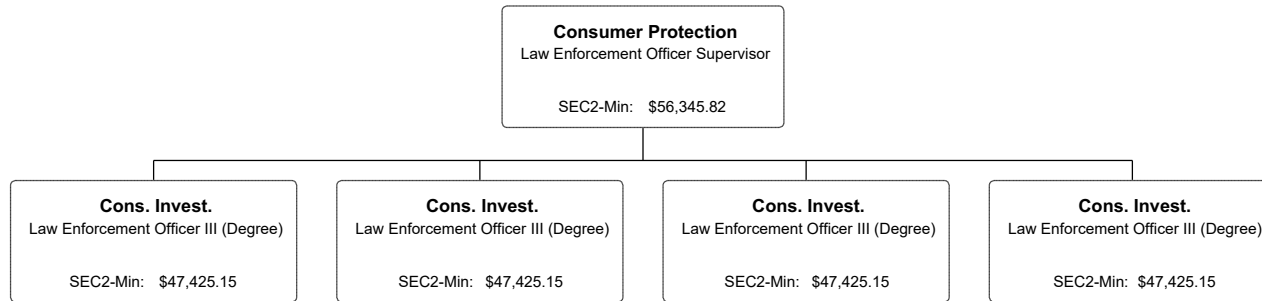 Consumer Protection
Law Enforcement Officer Supervisor
SEC2-Min: $56,345.82
Cons. Invest.
Law Enforcement Officer III (Degree)
SEC2-Min: $47,425.15
Cons. Invest.
Law Enforcement Officer III (Degree)
SEC2-Min: $47,425.15
Cons. Invest.
Law Enforcement Officer III (Degree)
SEC2-Min: $47,425.15
Cons. Invest.
Law Enforcement Officer III (Degree)
SEC2-Min: $47,425.15